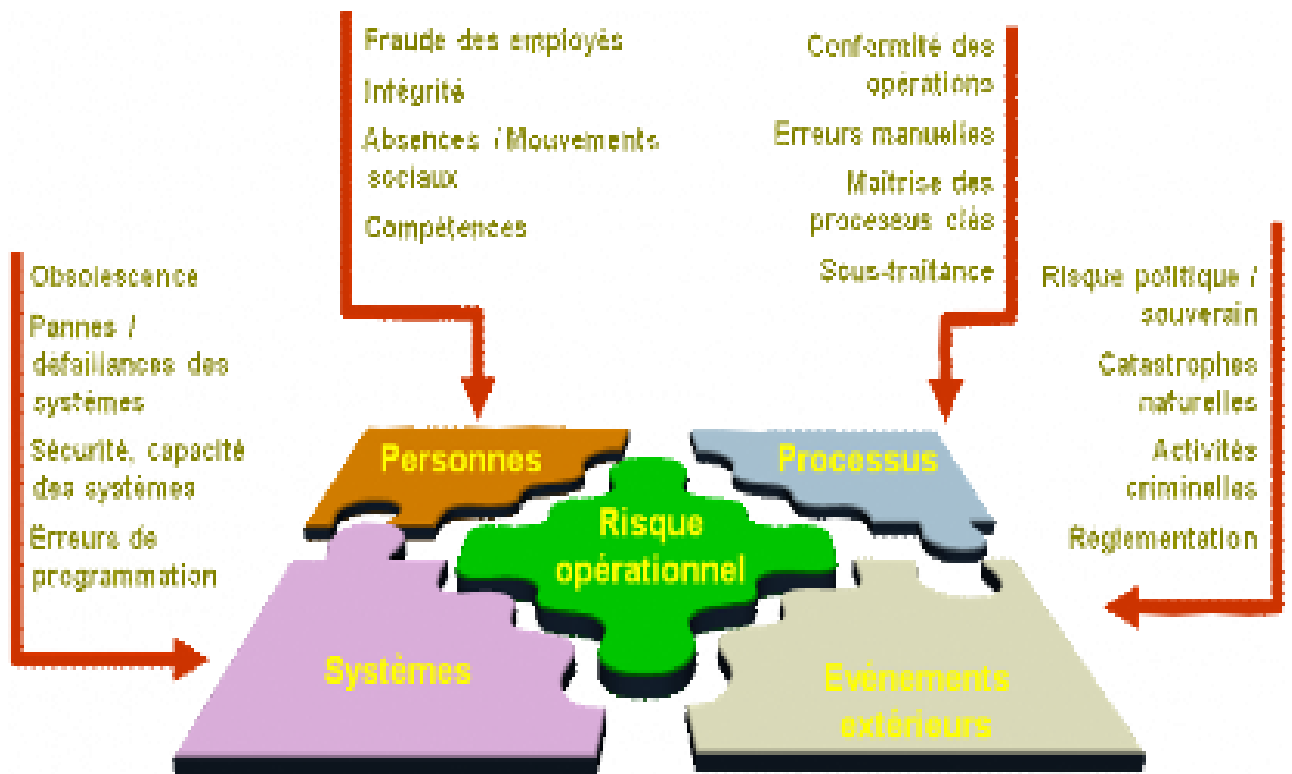 Fraude des employés
Intégrité
Absences / Mouvements
sociaux
Compétences
Conformité des
opérations
Erreurs manuelles
Maîtrise des
processus clés
Sous-traitance
Obsolescence
Pannes /
défaillances des
systèmes
Sécurité, capacité
des systèmes
Erreurs de
programmation
Risque politique /
souverain
Catastrophes
naturelles
Activités
criminelles
Règlementation
Personnes
Processus
Risque
opérationnel
Systèmes
Evénements
extérieurs